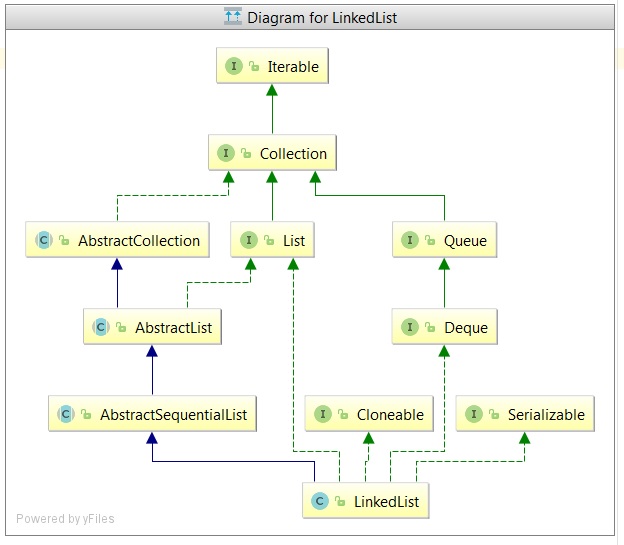 Diagram for LinkedList
I Iterable
I Collection
C AbstractCollection
I List
I Queue
C AbstractList
I Deque
C AbstractSequentialList
I Cloneable
I Serializable
C LinkedList
Powered by yFiles